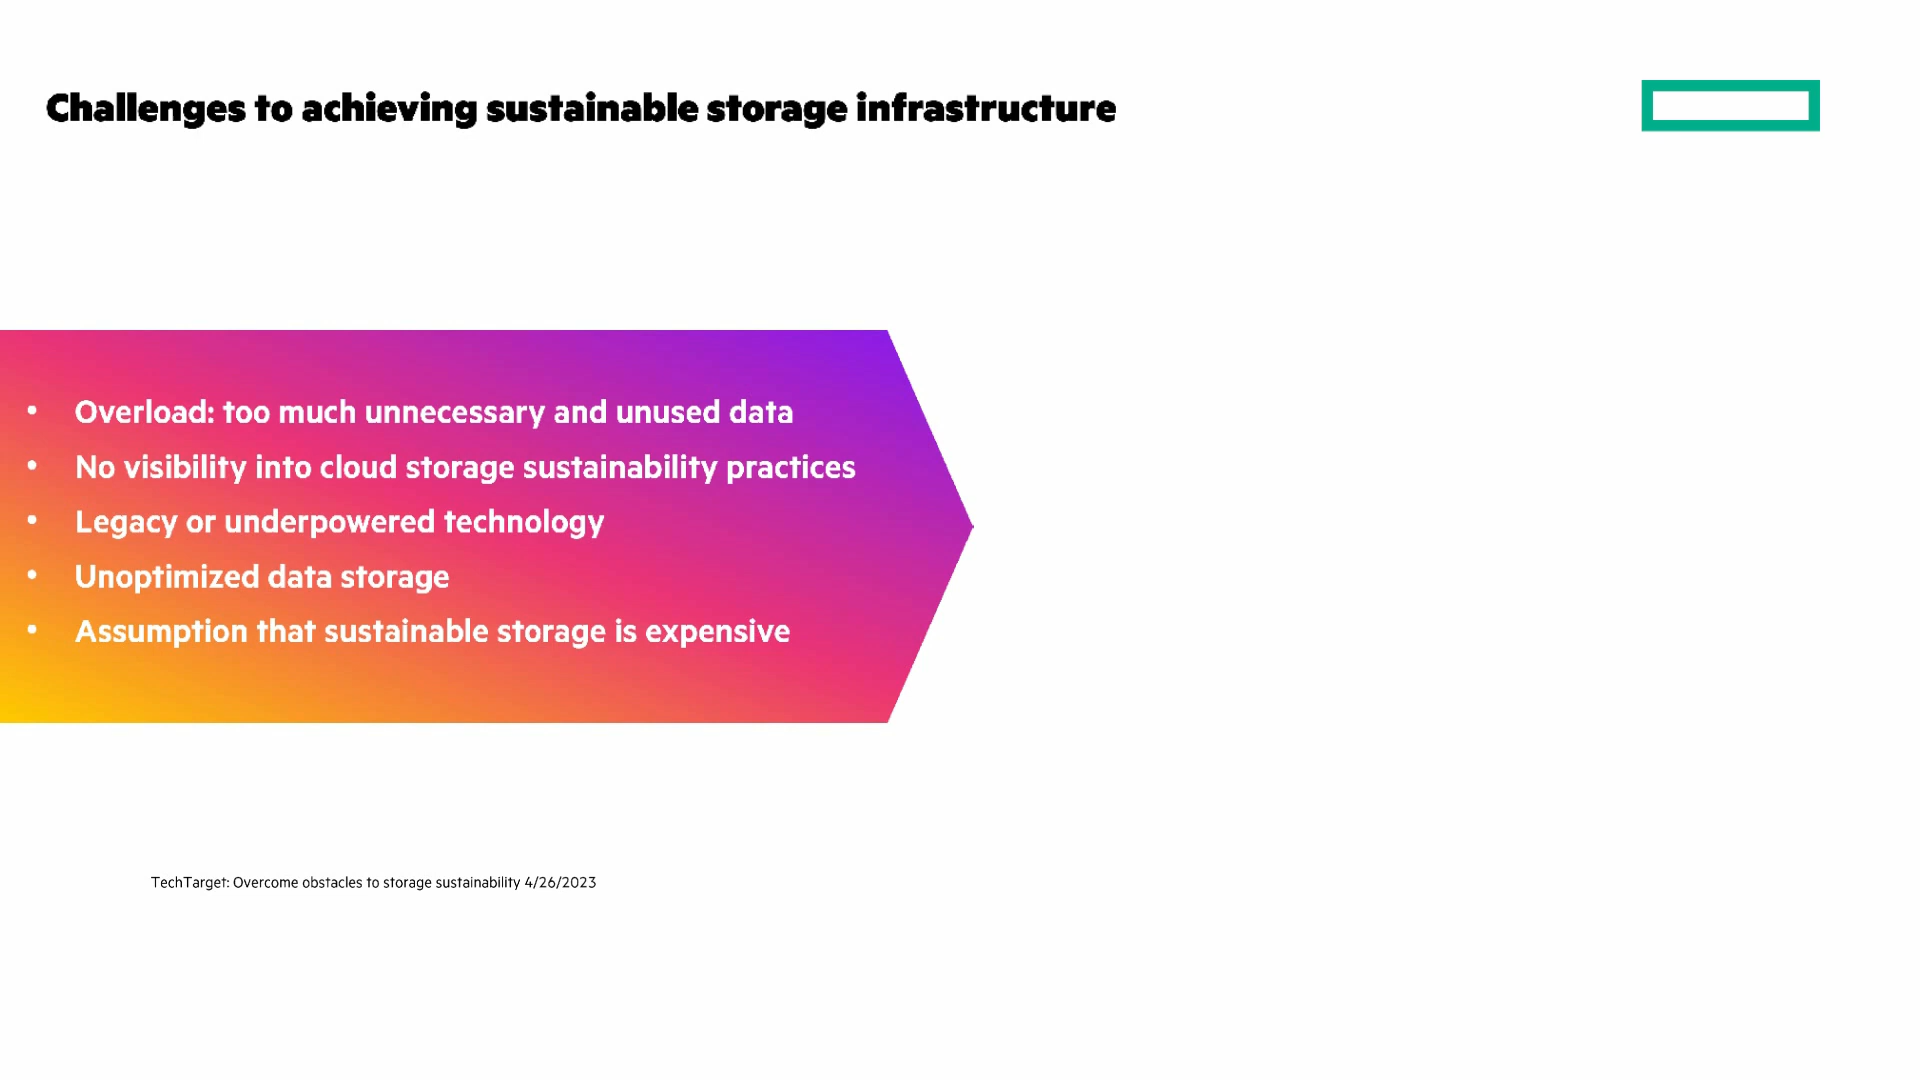 Challenges to achieving sustainable storage infrastructure
• Overload: too much unnecessary and unused data
• No visibility into cloud storage sustainability practices
• Legacy or underpowered technology
• Unoptimized data storage
• Assumption that sustainable storage is expensive
TechTarget: Overcome obstacles to storage sustainability 4/26/2023